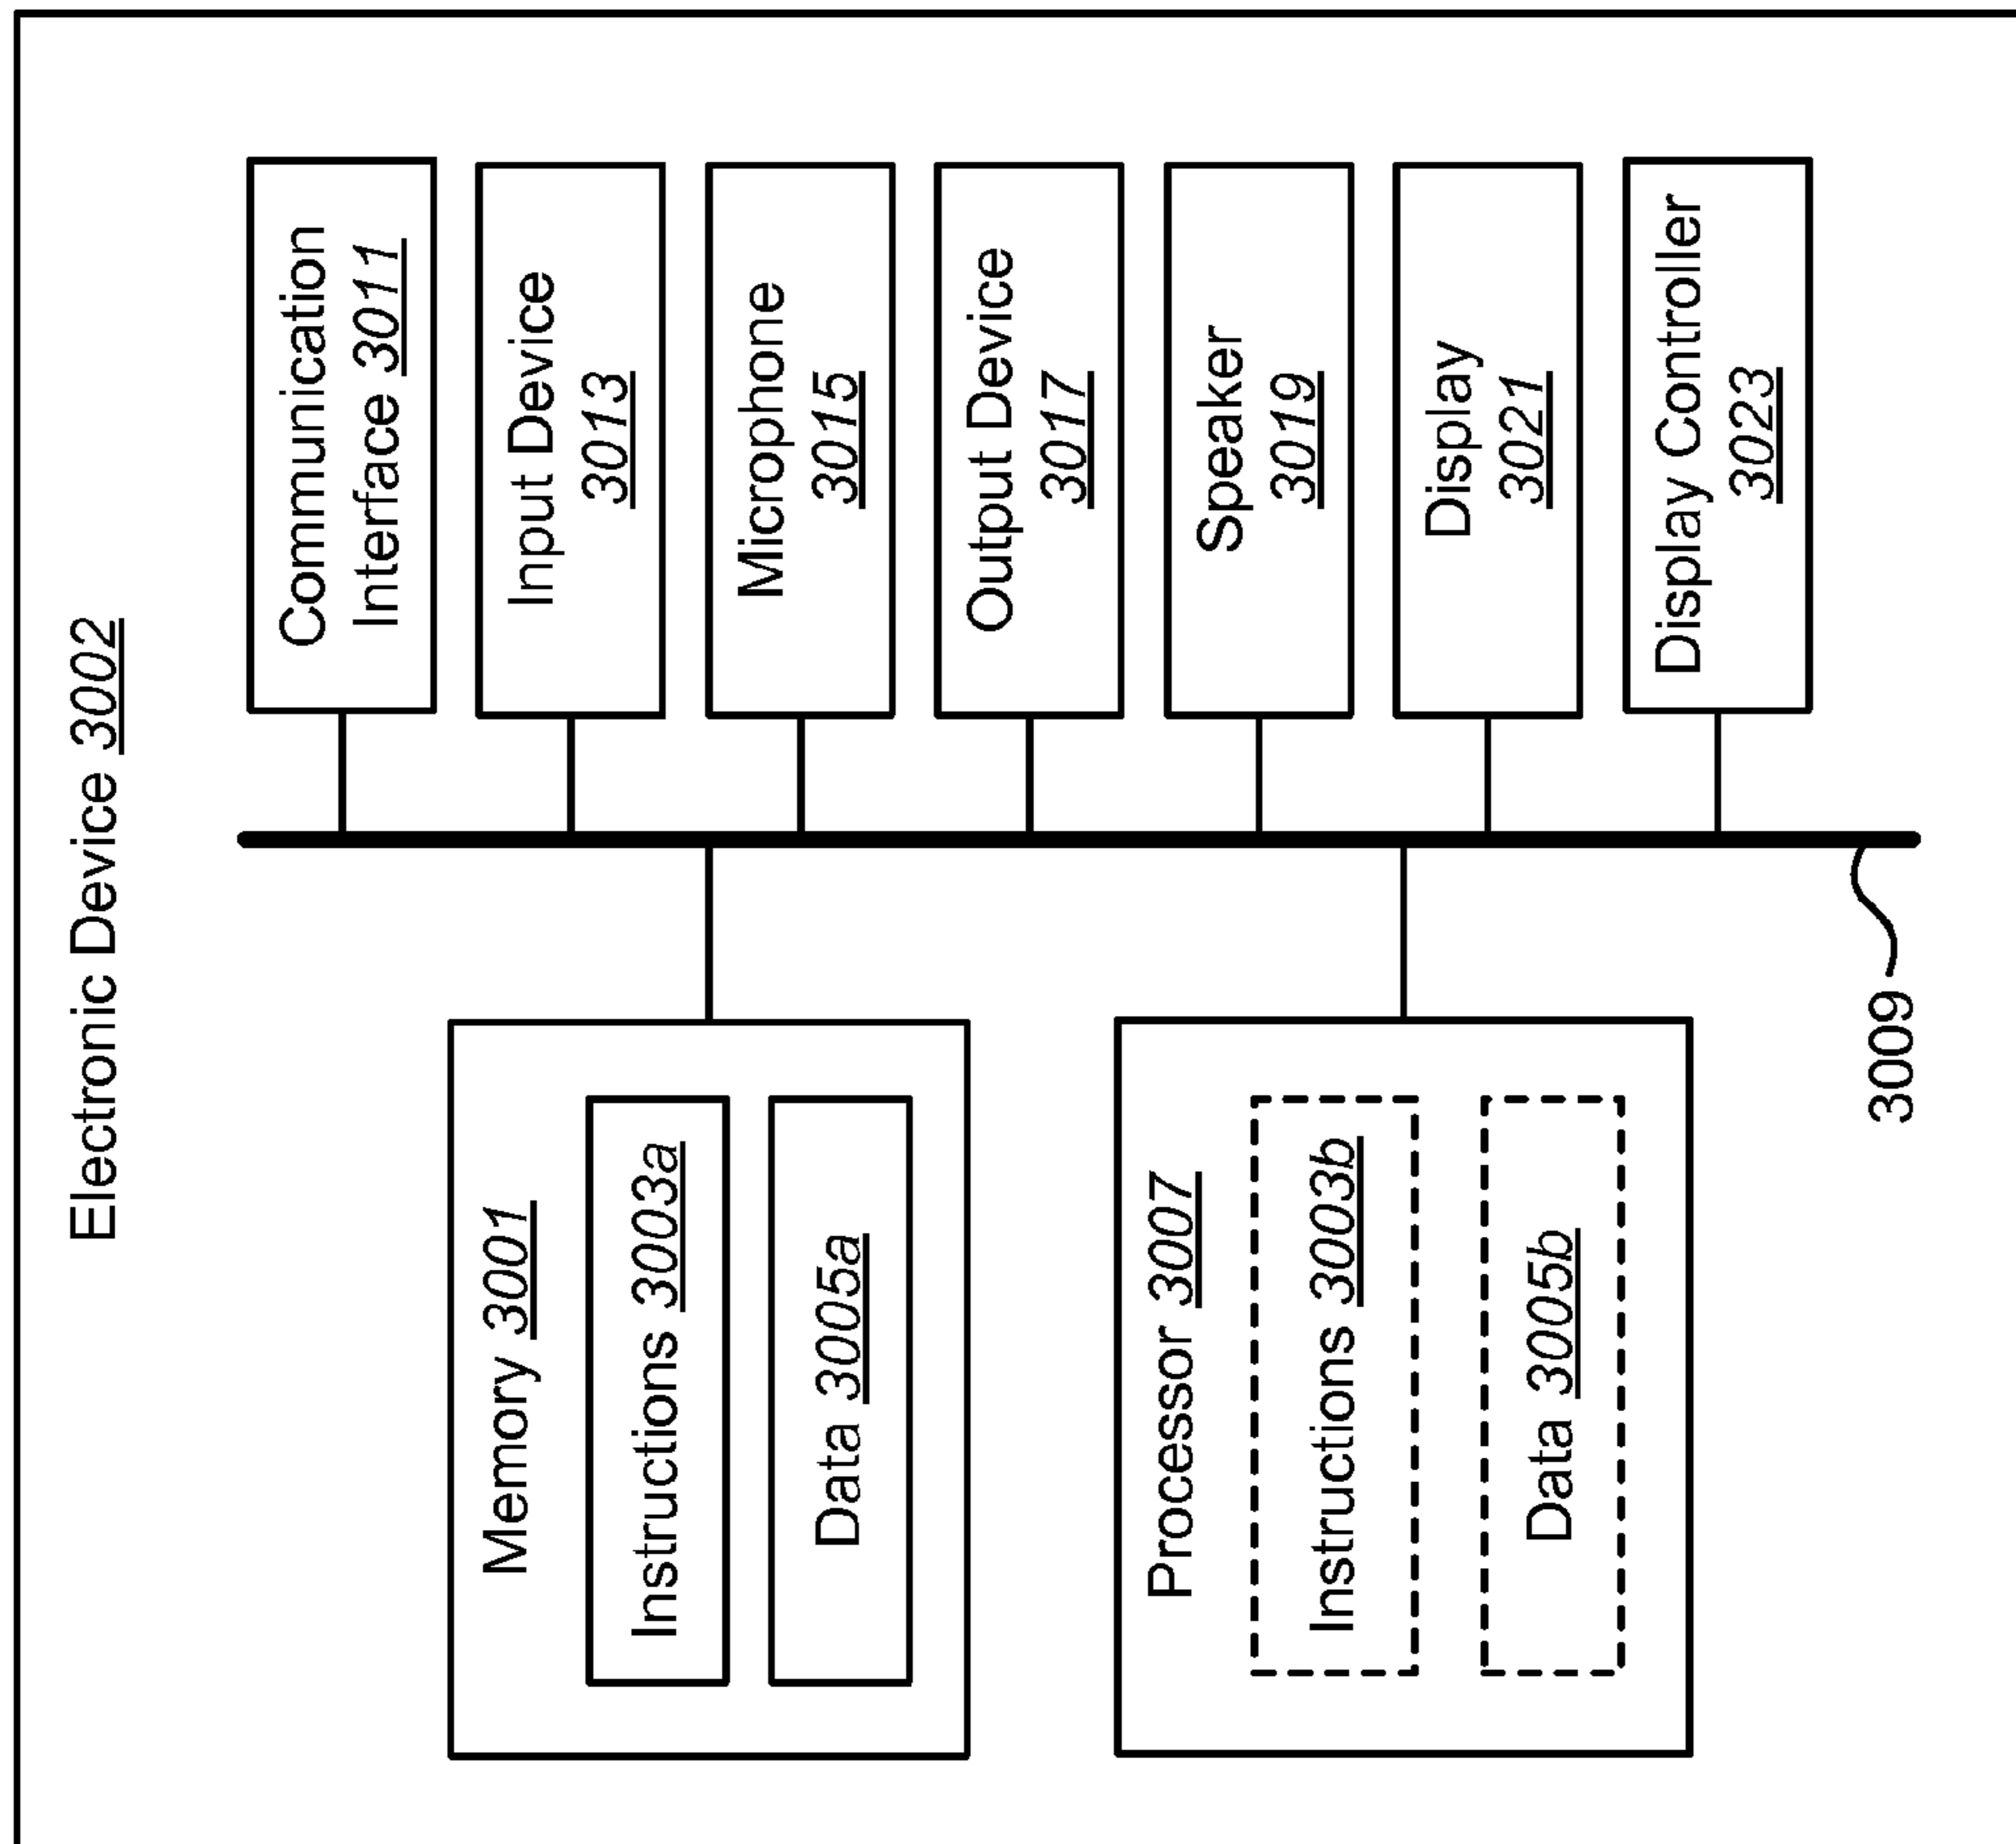 Electronic Device 3002
Memory 3001
Instructions 3003a
Data 3005a
Processor 3007
Instructions 3003b
Data 3005b
3009
Communication
Interface 3011
Input Device
3013
Microphone
3015
Output Device
3017
Speaker
3019
Display
3021
Display Controller
3023